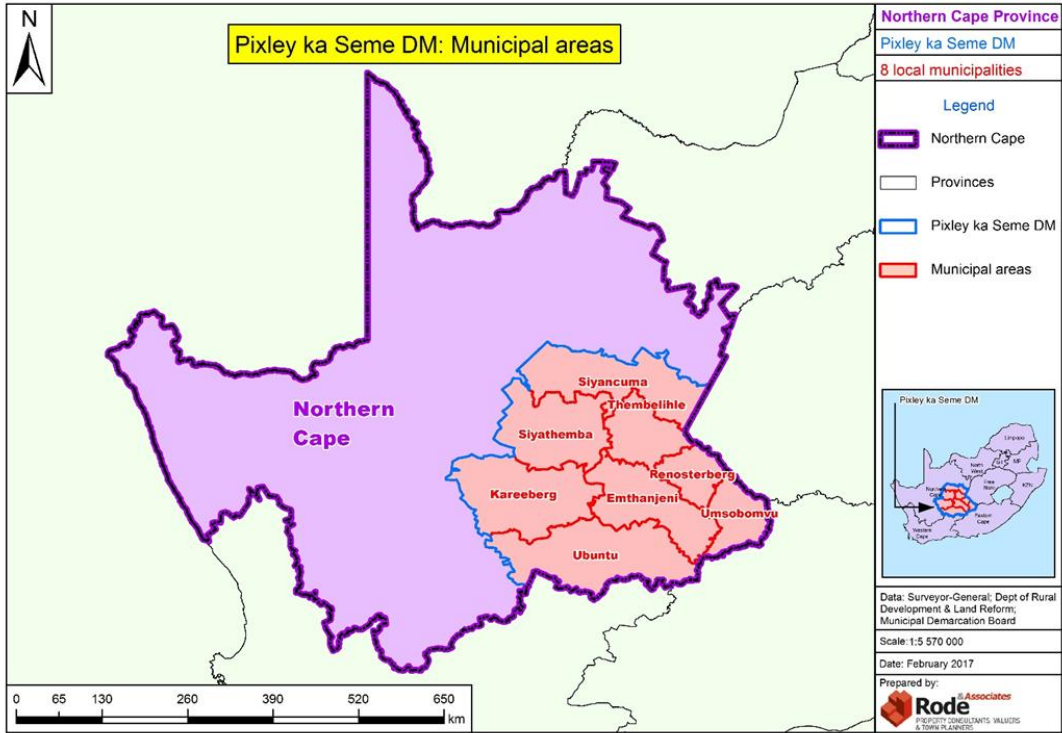 N
Pixley ka Seme DM: Municipal areas
Northern
Cape
Siyancuma
Thembelihle
Siyathemba
Renosterberg
Kareeberg
Emthanjeni
Umsobomvu
Ubuntu
0 65 130 260 390 520 650
km
Northern Cape Province
Pixley ka Seme DM
8 local municipalities
Legend
Northern Cape
Provinces
Pixley ka Seme DM
Municipal areas
Pixley ka Seme DM
Limpopo
North
West
Free
KZN
Eastern
Cape
Western
Cape
Data: Surveyor-General; Dept of Rural
Development & Land Reform;
Municipal Demarcation Board
Scale:1:5 570 000
Date: February 2017
Prepared by:
Rode & Associates
PROPERTY CONSULTANTS, VALUERS
& TOWN PLANNERS